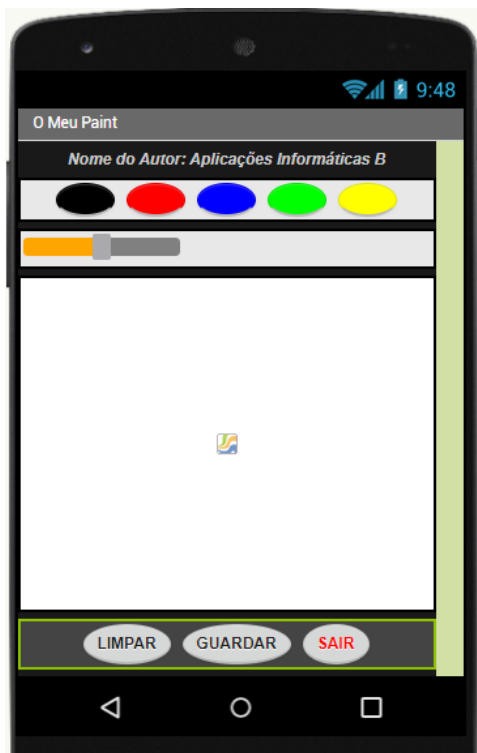 9:48
O Meu Paint
Nome do Autor: Aplicações Informáticas B
LIMPAR GUARDAR SAIR